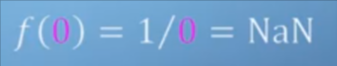 f(0) = 1/0 = NaN